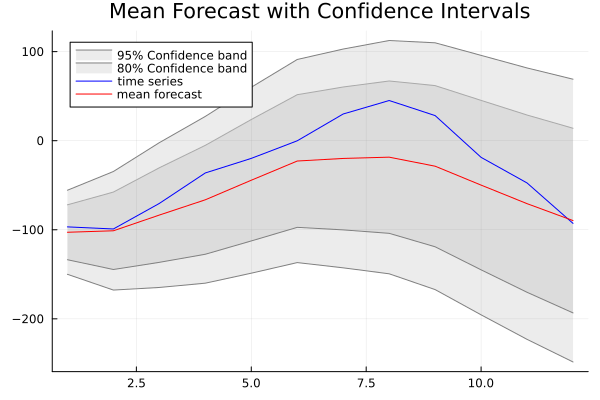 Mean Forecast with Confidence Intervals
95% Confidence band
80% Confidence band
time series
mean forecast
100
0
−100
−200
2.5 5.0 7.5 10.0